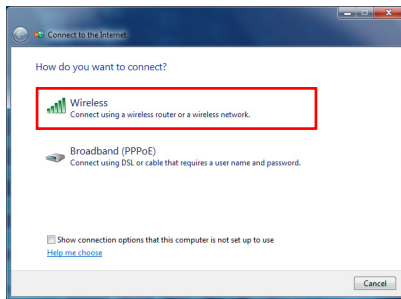 Connect to the Internet
How do you want to connect?
Wireless
Connect using a wireless router or a wireless network.
Broadband (PPPoE)
Connect using DSL or cable that requires a user name and password.
Show connection options that this computer is not set up to use
Help me choose
Cancel